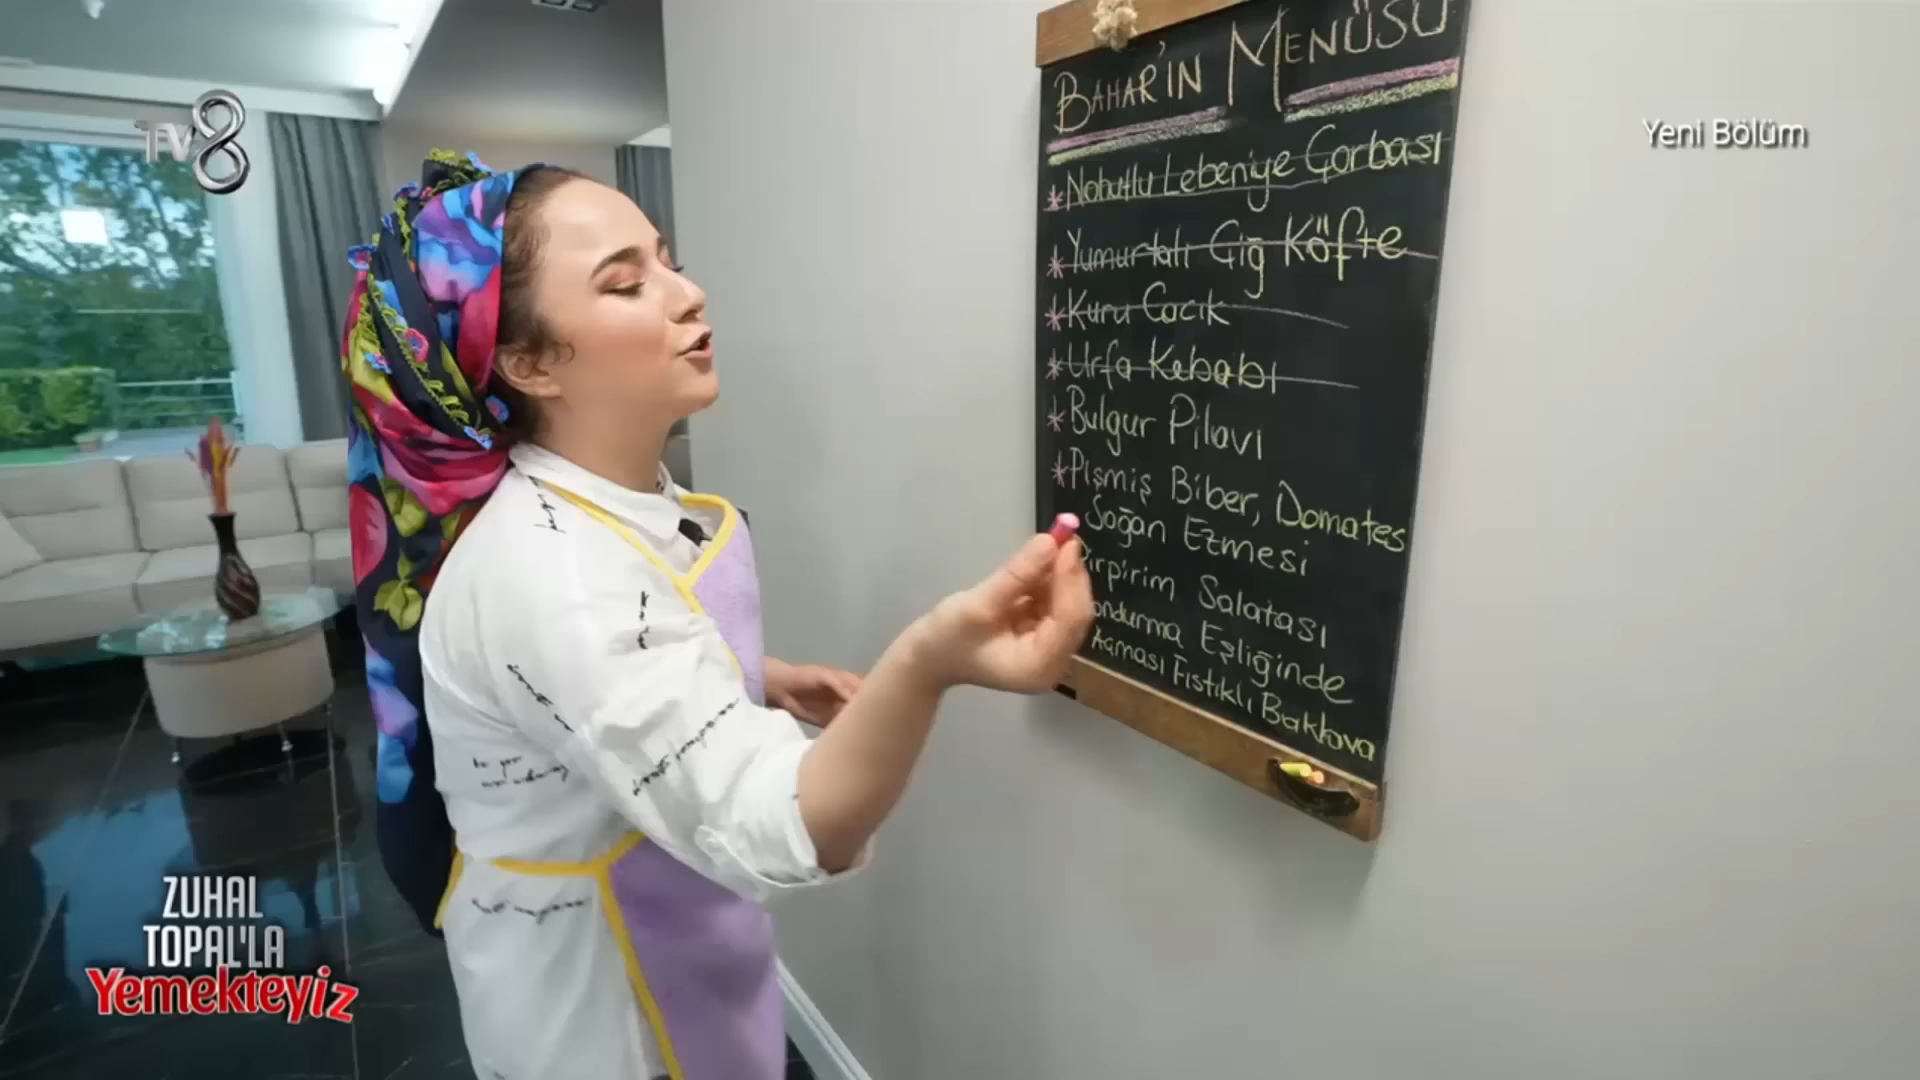 TV8
Yeni Bölüm
BAHAR'IN MENÜSÜ
* Nohutlu Lebeniye Çorbası
* Yumurtalı Çiğ Köfte
* Kuru Cacık
* Urfa Kebabı
* Bulgur Pilavı
* Pişmiş Biber, Domates
Soğan Ezmesi
Salatası
Eşliğinde
Açması Fıstıklı Baklava
ZUHAL
TOPAL'LA
Yemekteyiz